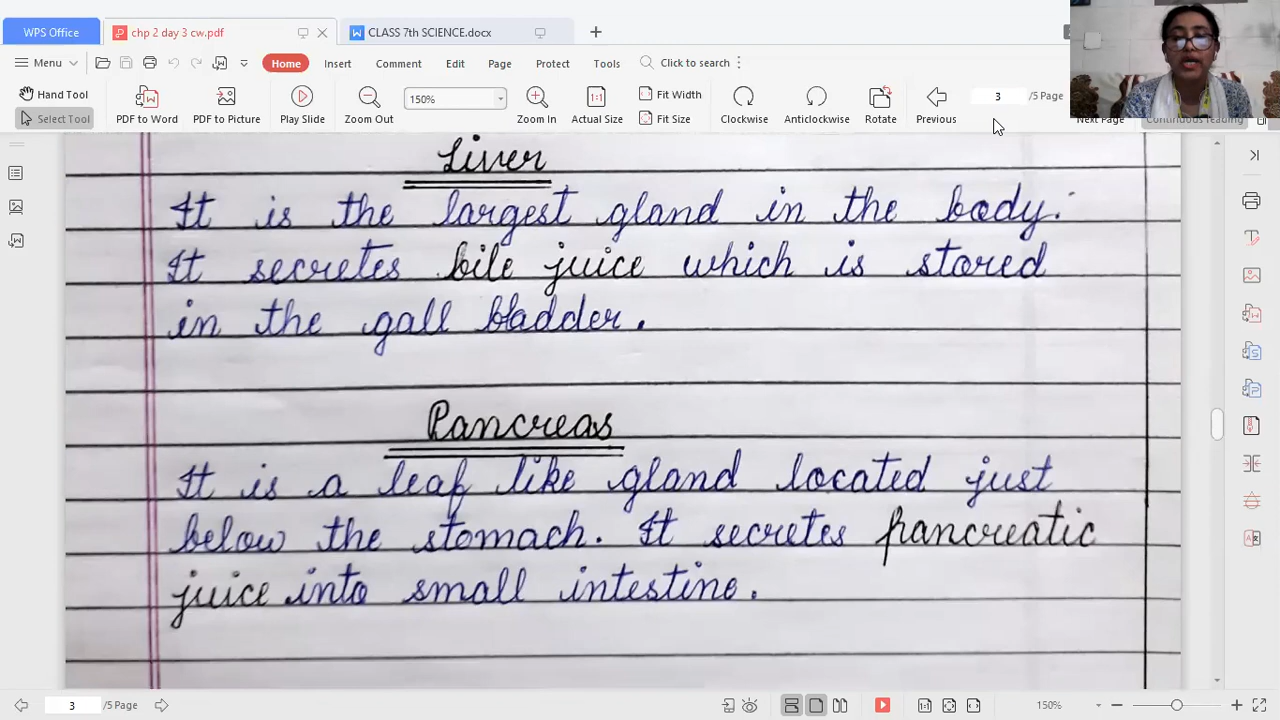 WPS Office
chp 2 day 3 cw.pdf
CLASS 7th SCIENCE.docx
Menu
Home
Insert
Comment
Edit
Page
Protect
Tools
Click to search
Hand Tool
Select Tool
PDF to Word
PDF to Picture
Play Slide
Zoom Out
150%
Zoom In
Actual Size
Fit Width
Fit Size
Clockwise
Anticlockwise
Rotate
Previous
3
/5 Page
Next Page
Continuous Reading
Liver
It is the largest gland in the body.
It secretes bile juice which is stored
in the gall bladder.
Pancreas
It is a leaf like gland located just
below the stomach. It secretes pancreatic
juice into small intestine.
3
/5 Page
150%